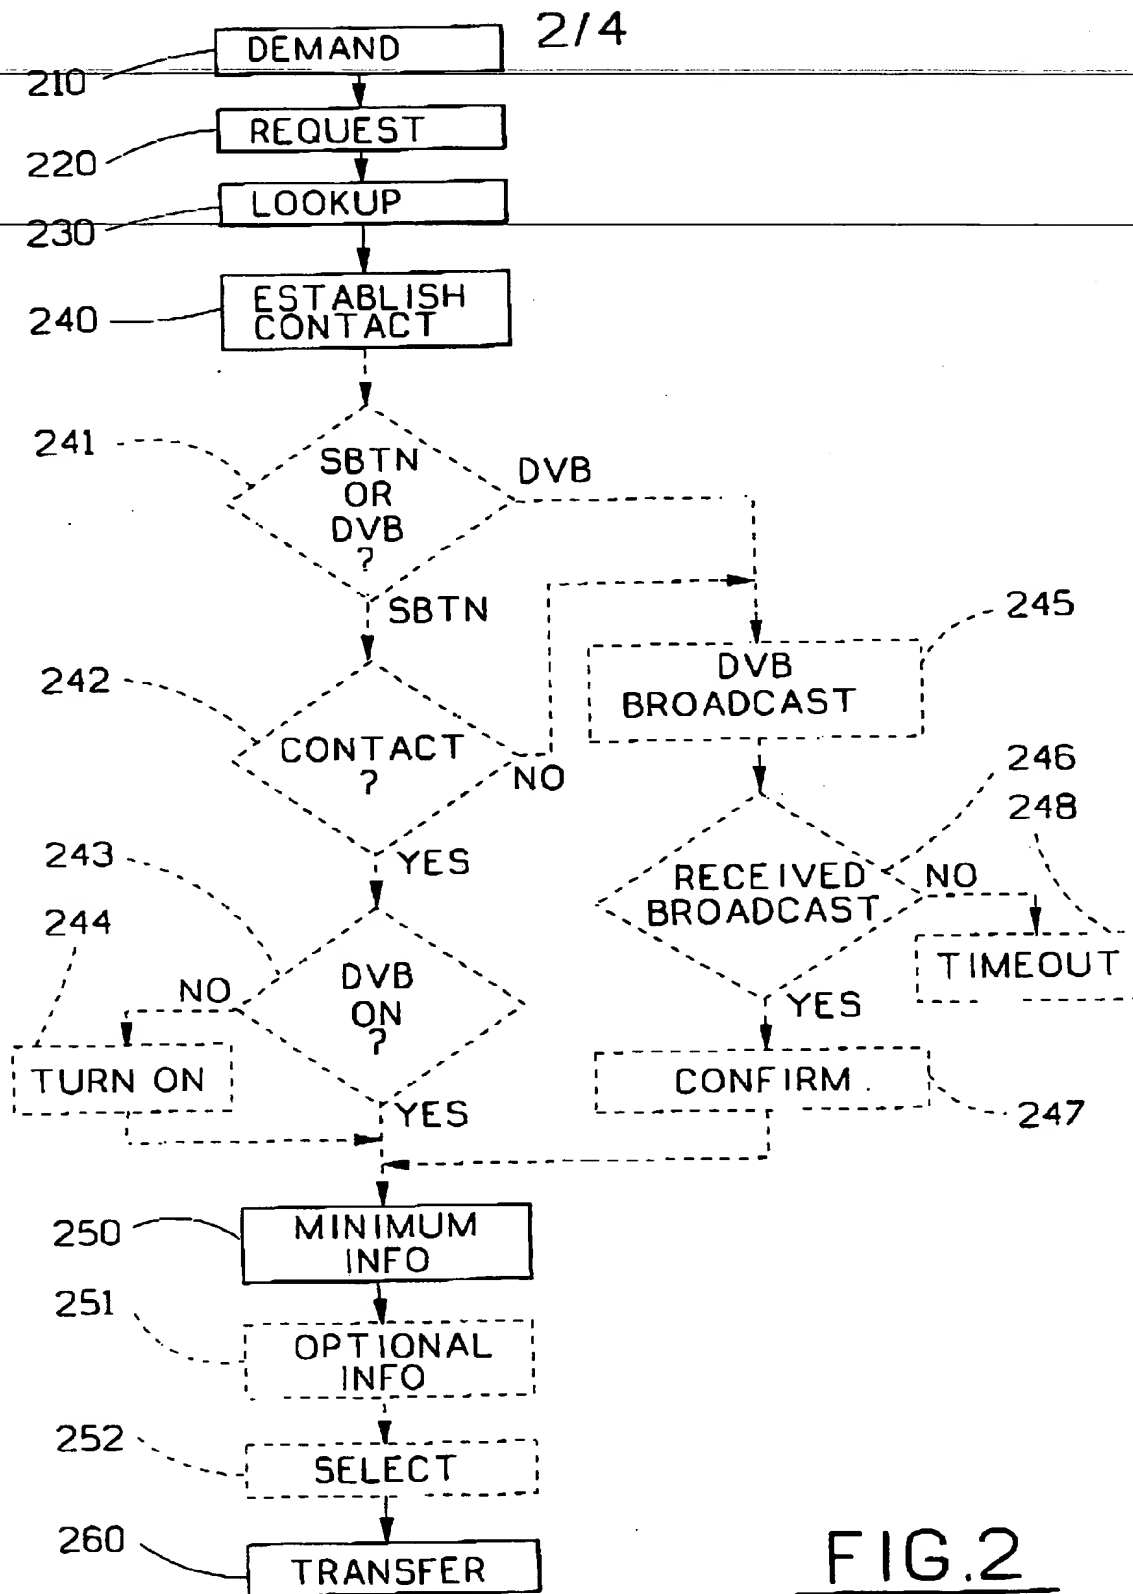 2/4
DEMAND
210
REQUEST
220
LOOKUP
230
ESTABLISH
CONTACT
240
241
SBTN
OR
DVB
?
DVB
SBTN
245
DVB
BROADCAST
242
CONTACT
?
NO
YES
246
248
243
244
RECEIVED
BROADCAST
NO
TIMEOUT
DVB
ON
?
NO
YES
YES
TURN ON
CONFIRM
247
250
MINIMUM
INFO
251
OPTIONAL
INFO
252
SELECT
260
TRANSFER
FIG.2